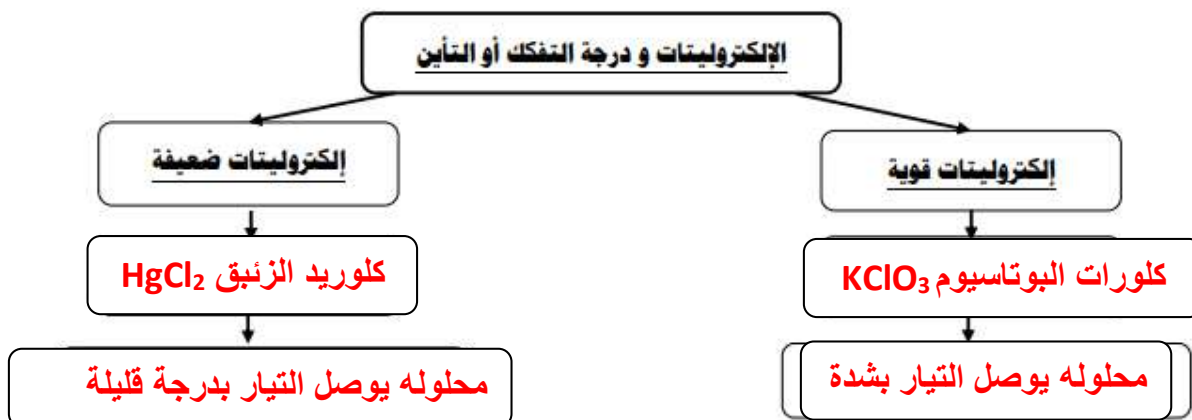 الإلكتروليتات و درجة التفكك أو التأين
إلكتروليتات قوية
إلكتروليتات ضعيفة
كلورات البوتاسيوم KClO₃
كلوريد الزئبق HgCl₂
محلوله يوصل التيار بشدة
محلوله يوصل التيار بدرجة قليلة